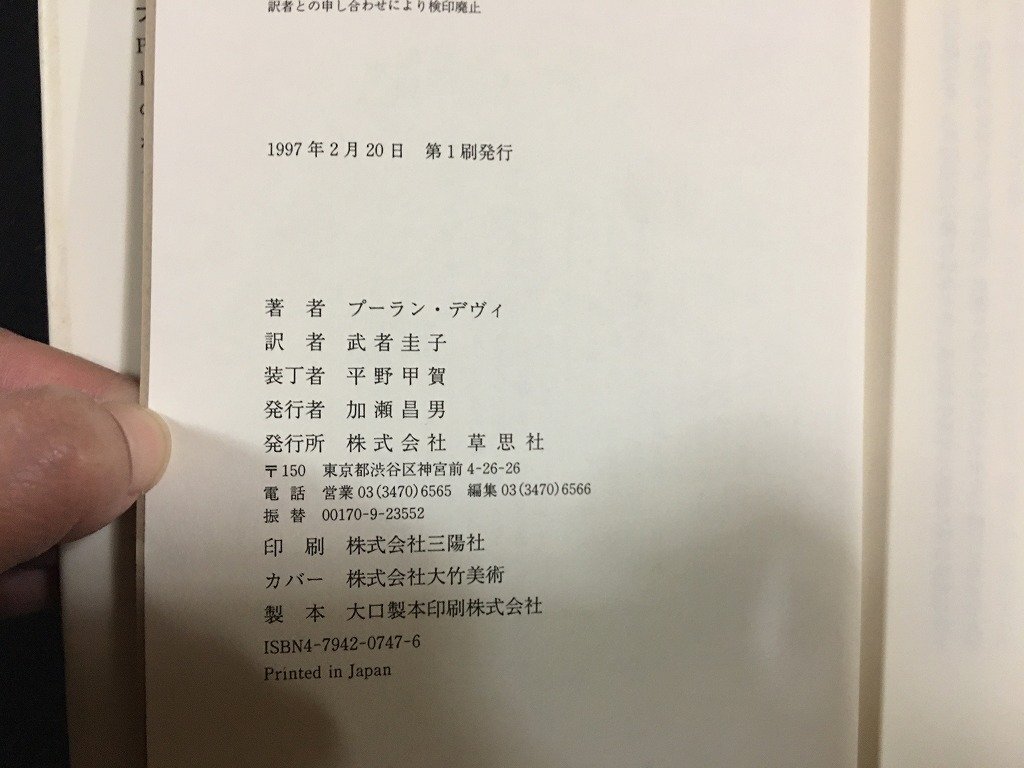 訳者との申し合わせにより検印廃止
1997年2月20日 第1刷発行
著者 プーラン・デヴィ
訳者 武者圭子
装丁者 平野甲賀
発行者 加瀬昌男
発行所 株式会社 草思社
〒150 東京都渋谷区神宮前4-26-26
電話 営業03(3470)6565 編集03(3470)6566
振替 00170-9-23552
印刷 株式会社三陽社
カバー 株式会社大竹美術
製本 大口製本印刷株式会社
ISBN4-7942-0747-6
Printed in Japan